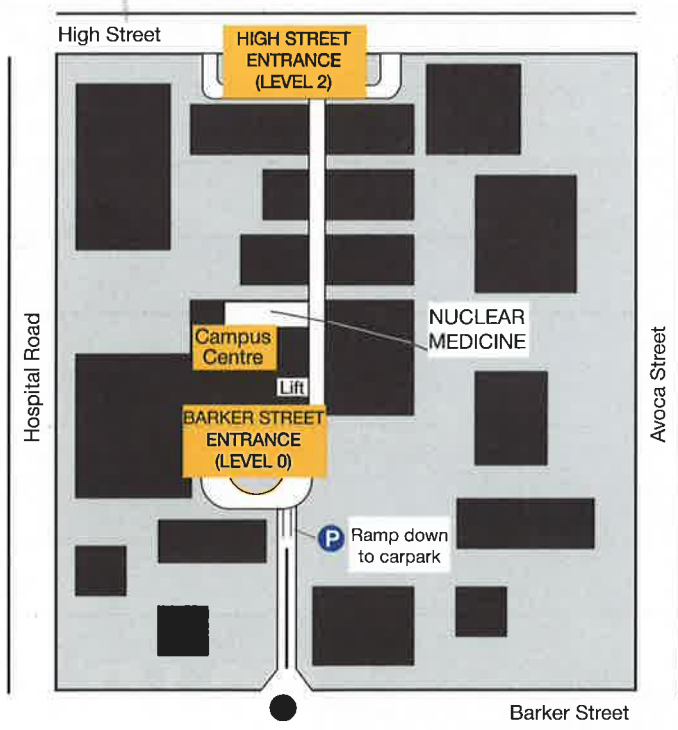 High Street
HIGH STREET
ENTRANCE
(LEVEL 2)
Hospital Road
NUCLEAR
MEDICINE
Campus
Centre
Avoca Street
Lift
BARKER STREET
ENTRANCE
(LEVEL 0)
P
Ramp down
to carpark
Barker Street